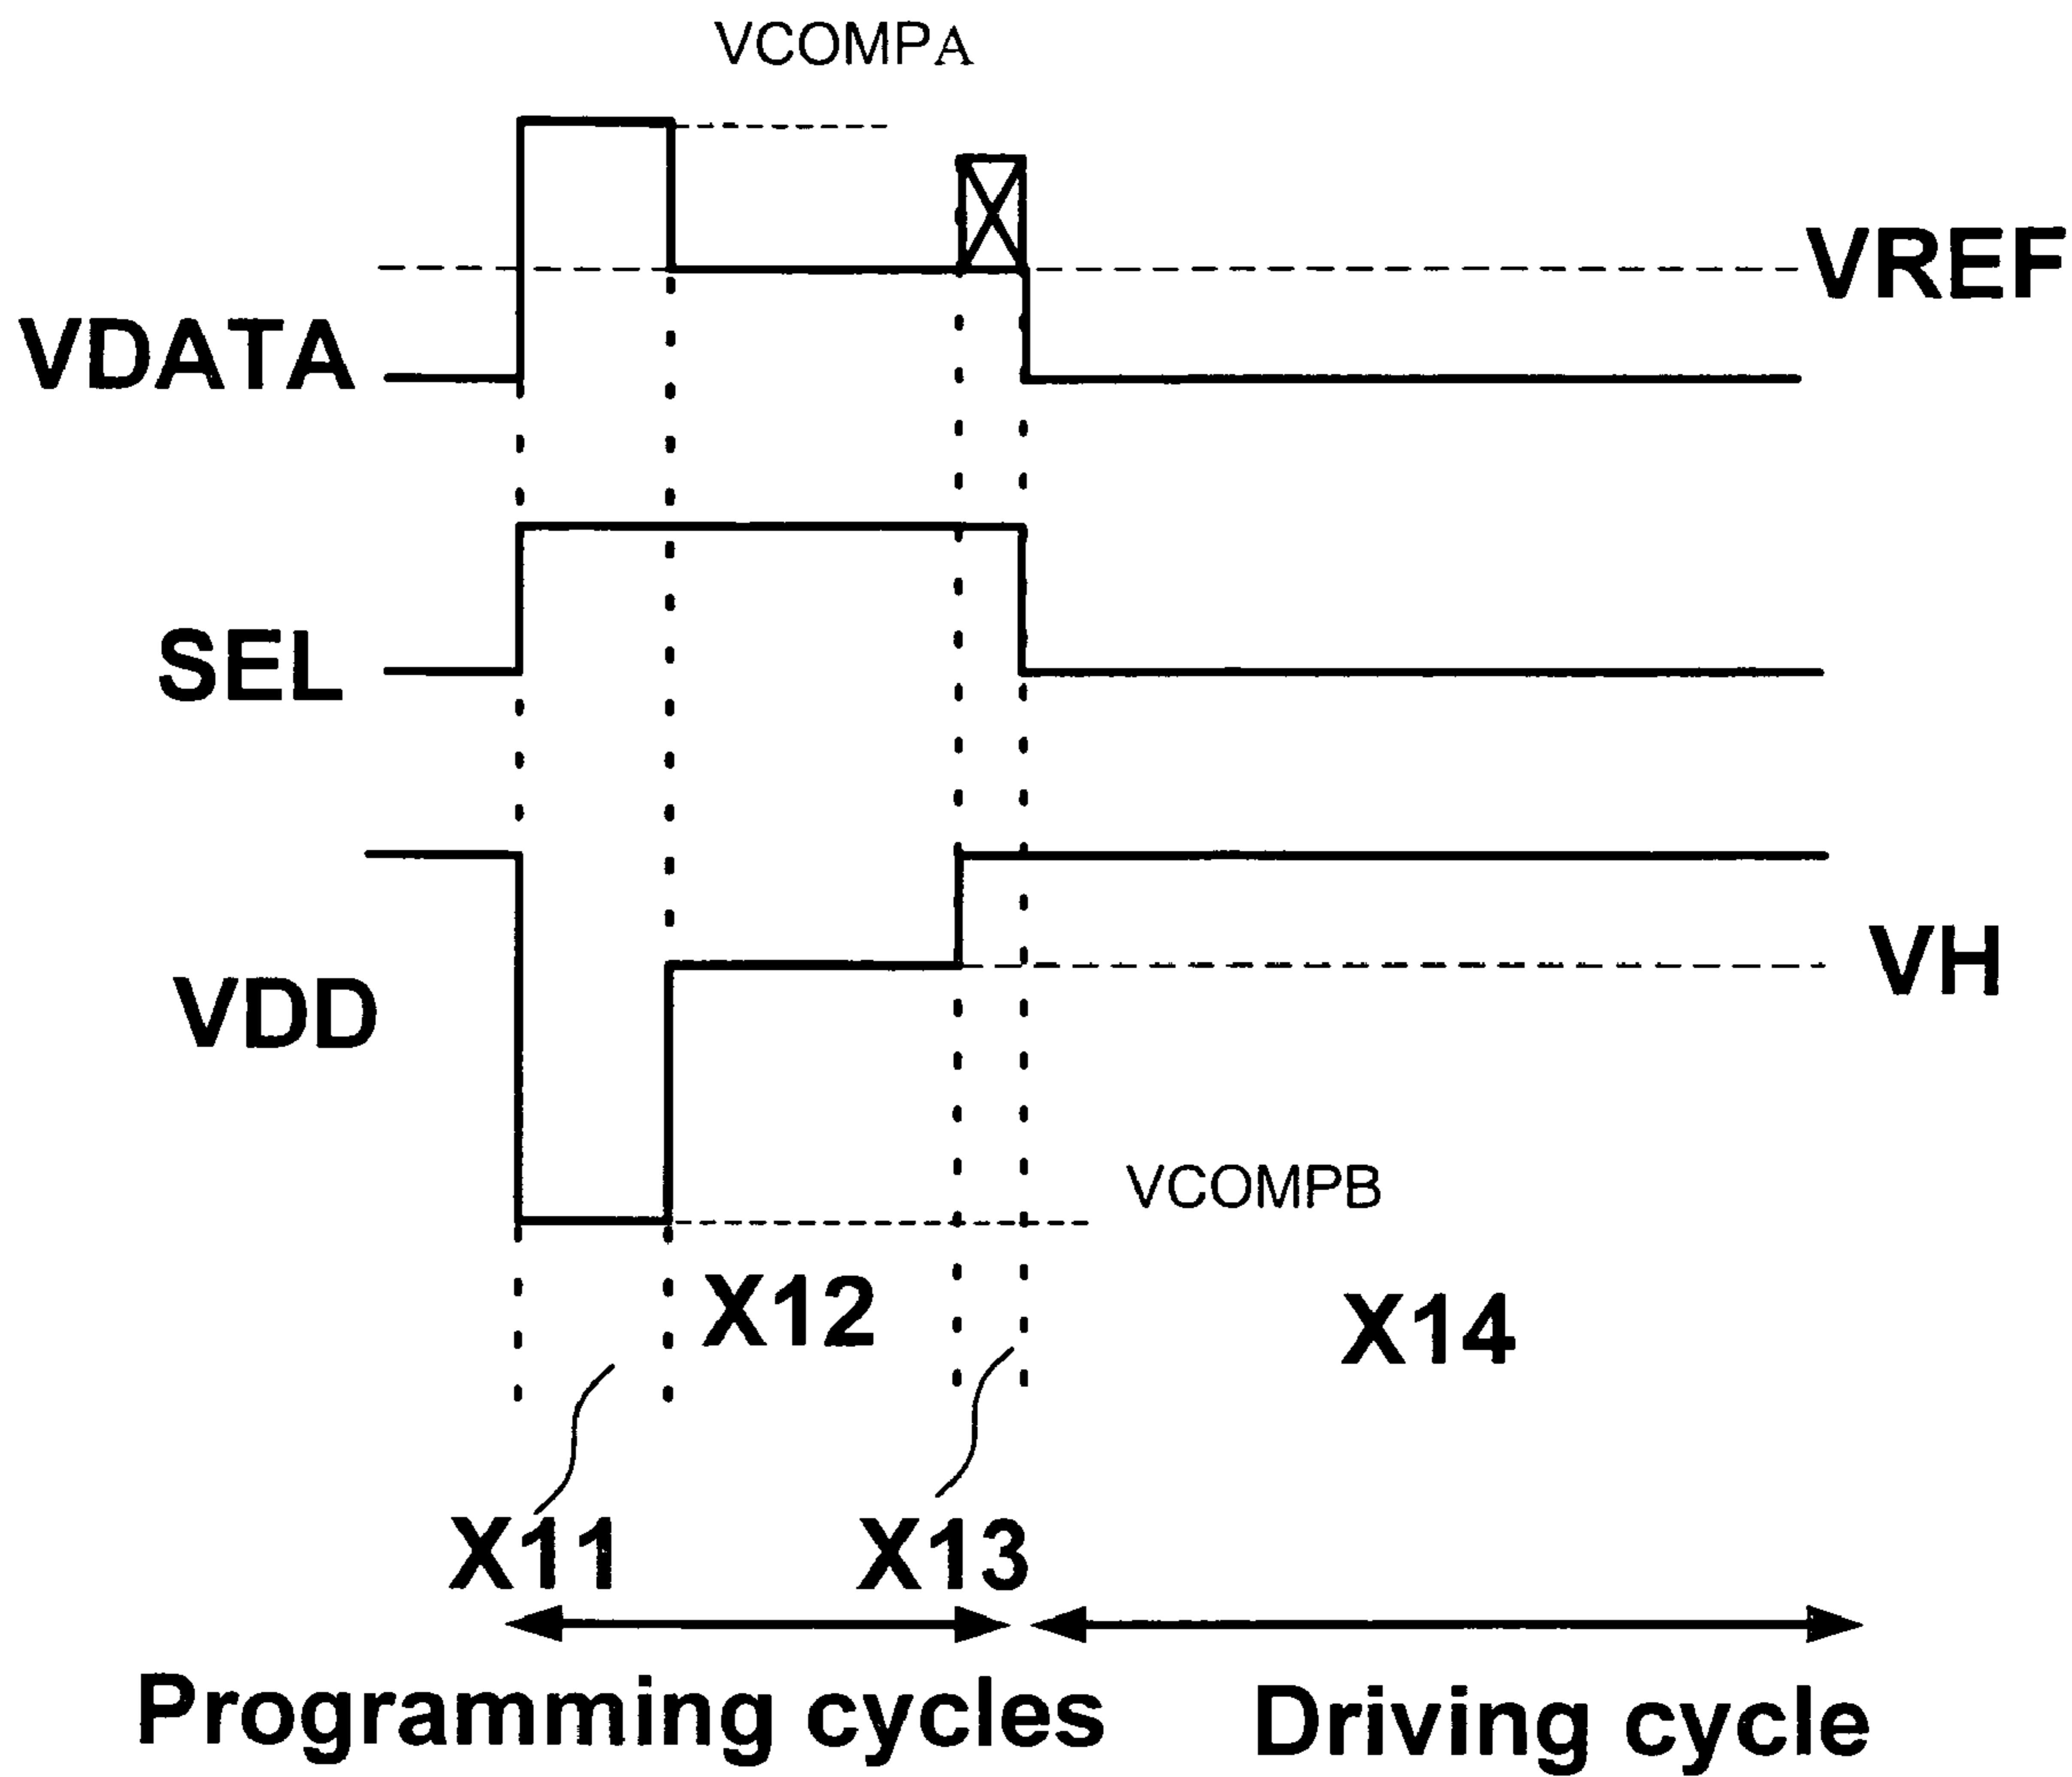 VCOMPA
VREF
VDATA
SEL
VH
VDD
VCOMPB
X12
X14
X11
X13
Programming cycles
Driving cycle